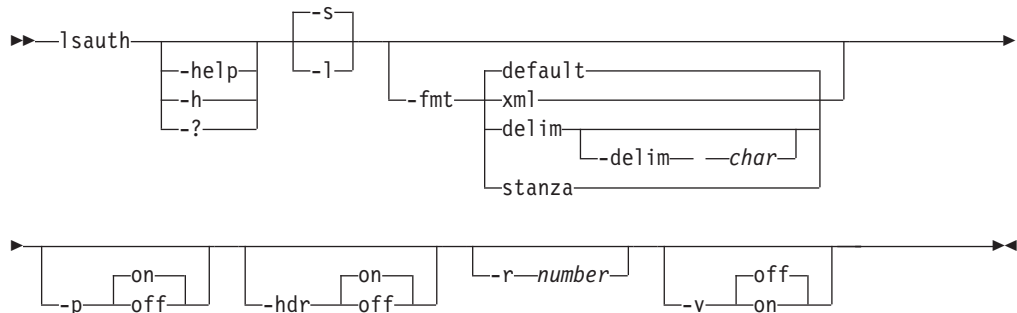 -s
lsauth
-help
-h
-?
-l
-fmt
default
xml
delim
-delim char
stanza
-p
on
off
-hdr
on
off
-r number
-v
off
on